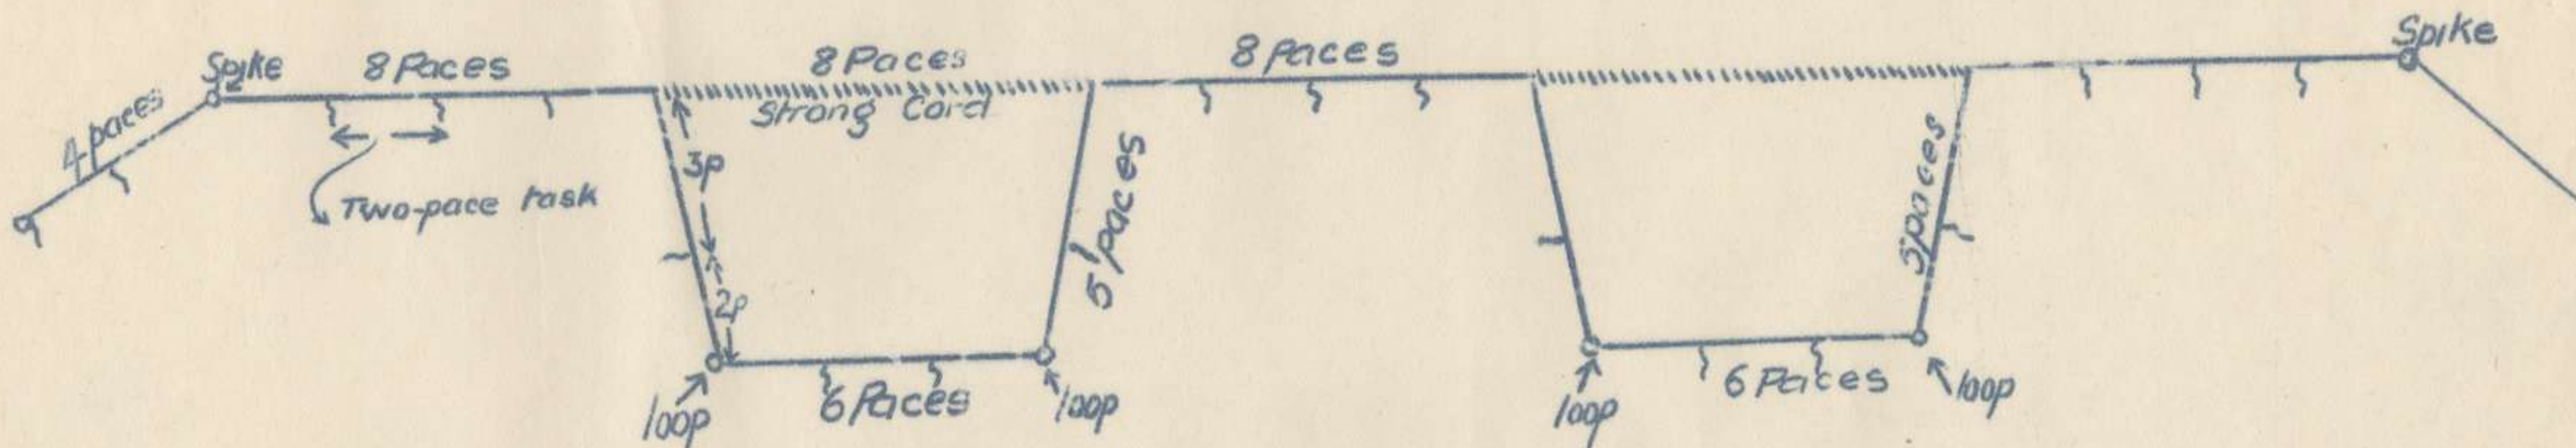 Spike
8 Paces
8 Paces
8 Paces
Spike
4 paces
Strong Cord
3p
Two-pace task
5 Paces
5 paces
2p
6 Paces
6 Paces
loop
loop
loop
loop